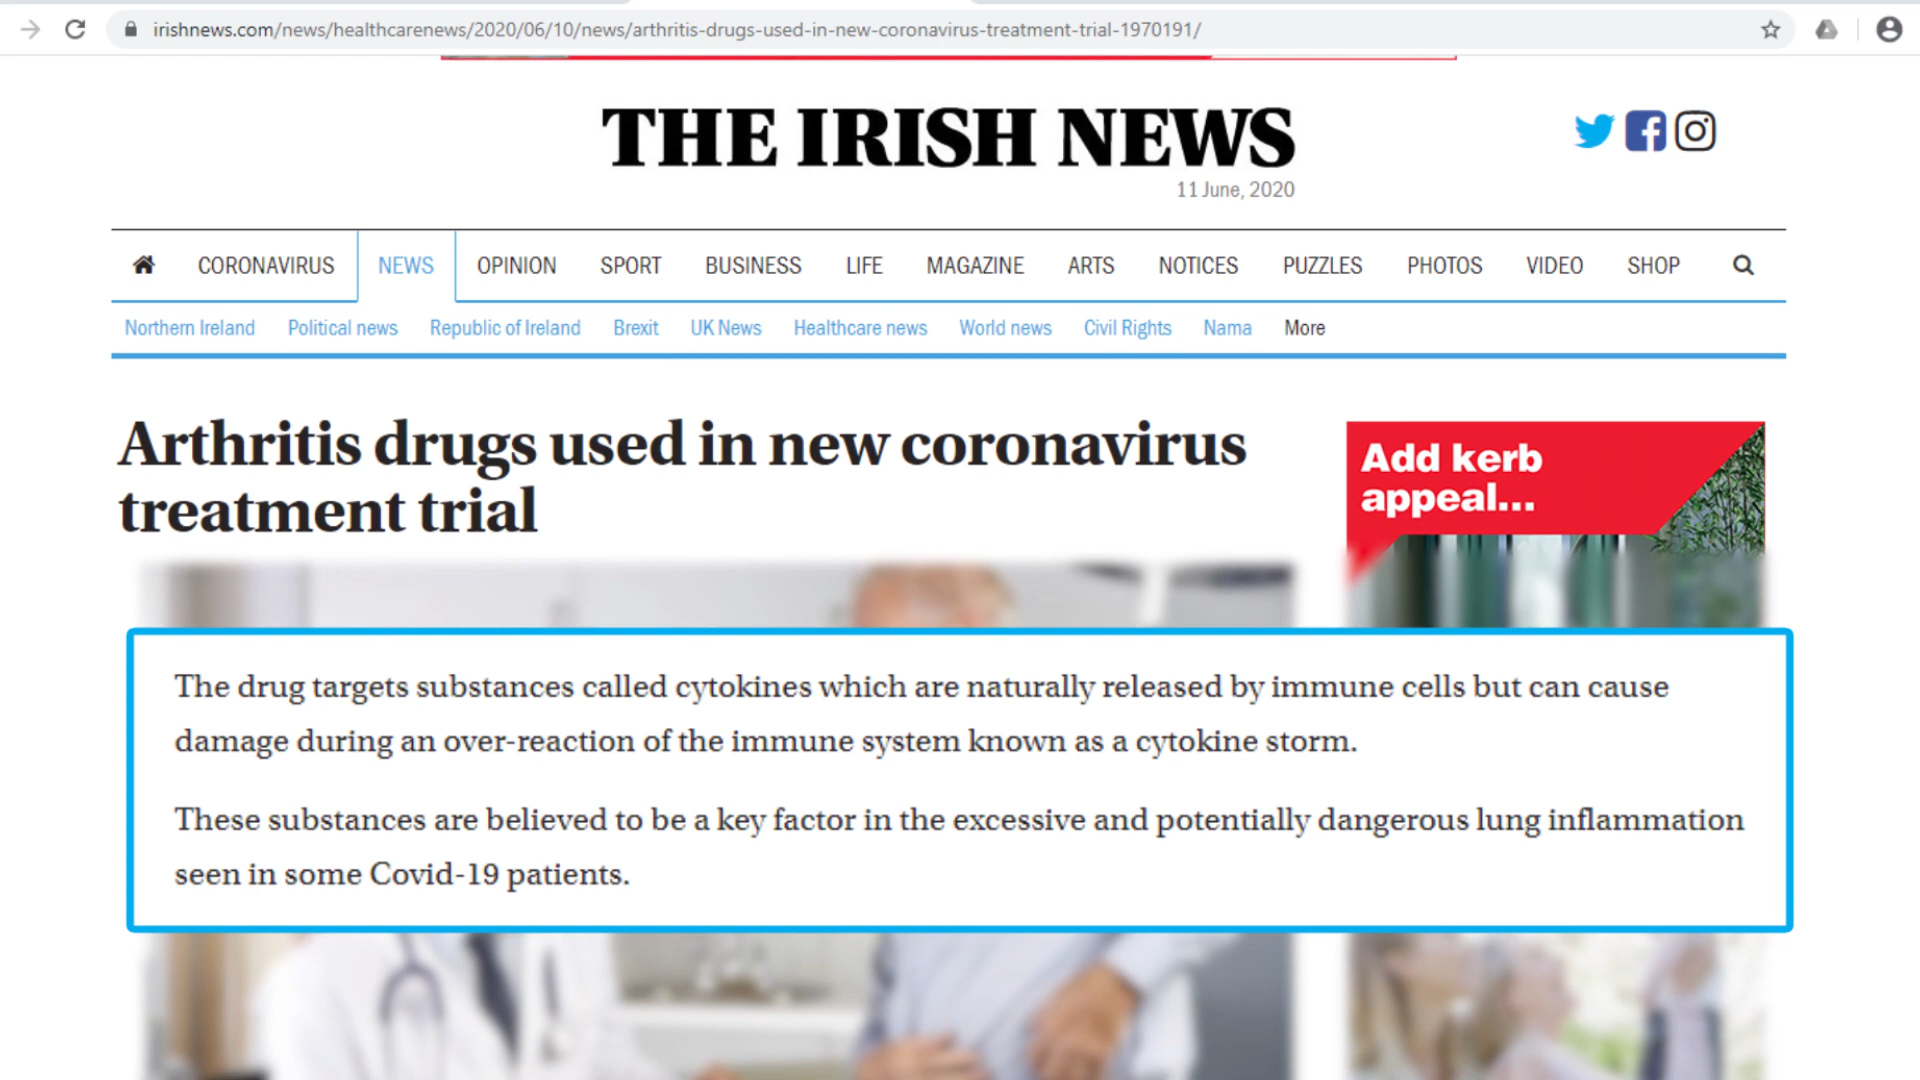 irishnews.com/news/healthcarenews/2020/06/10/news/arthritis-drugs-used-in-new-coronavirus-treatment-trial-1970191/
THE IRISH NEWS
11 June, 2020
CORONAVIRUS NEWS OPINION SPORT BUSINESS LIFE MAGAZINE ARTS NOTICES PUZZLES PHOTOS VIDEO SHOP
Northern Ireland Political news Republic of Ireland Brexit UK News Healthcare news World news Civil Rights Nama More
Arthritis drugs used in new coronavirus
treatment trial
Add kerb
appeal...
The drug targets substances called cytokines which are naturally released by immune cells but can cause
damage during an over-reaction of the immune system known as a cytokine storm.
These substances are believed to be a key factor in the excessive and potentially dangerous lung inflammation
seen in some Covid-19 patients.